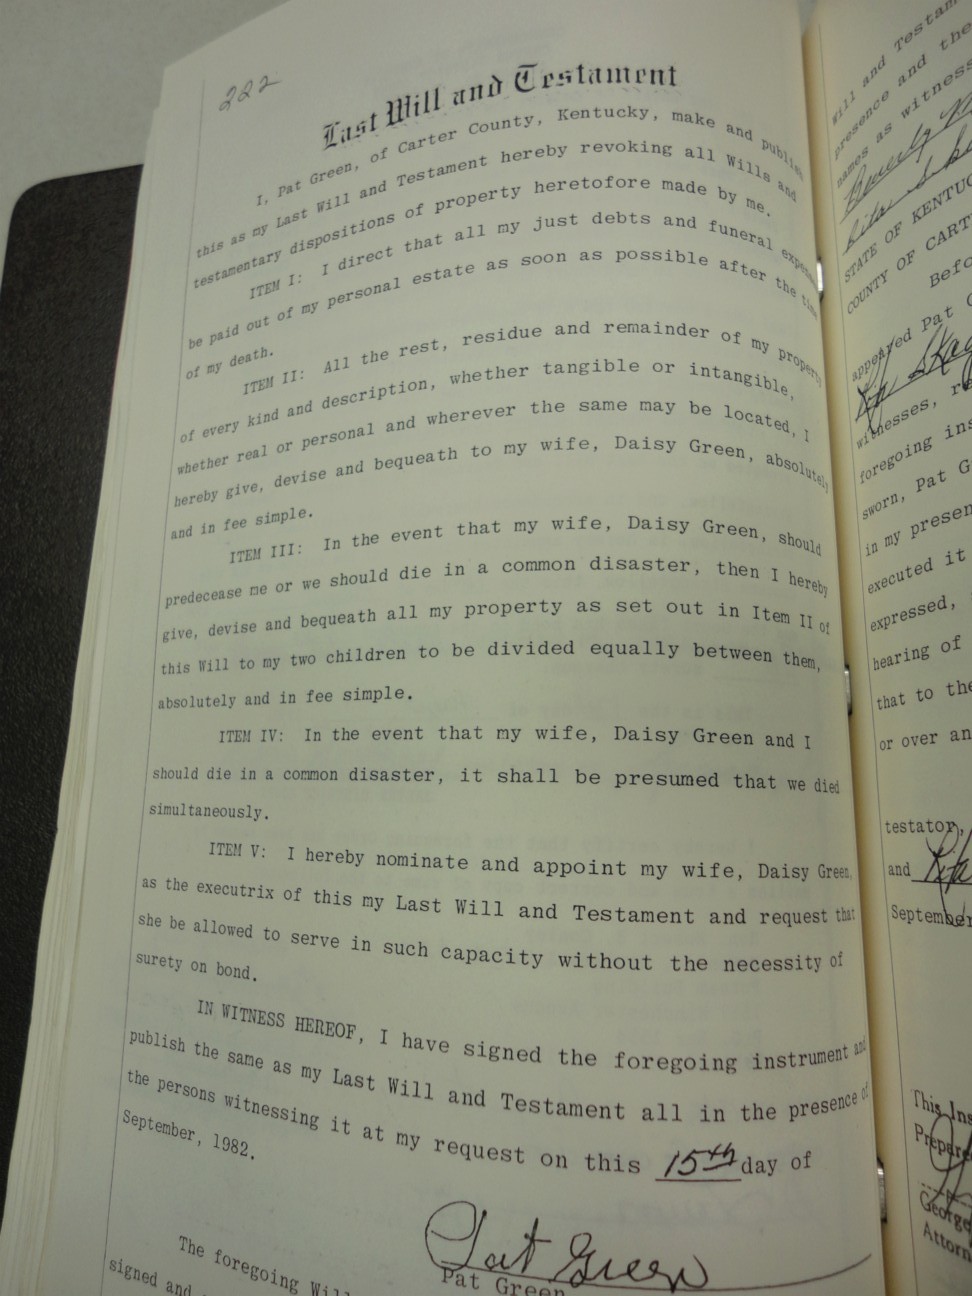 222
Last Will and Testament
I, Pat Green, of Carter County, Kentucky, make and publish
this as my Last Will and Testament hereby revoking all Wills and
testamentary dispositions of property heretofore made by me.
ITEM I: I direct that all my just debts and funeral
be paid out of my personal estate as soon as possible after the time
of my death.
ITEM II: All the rest, residue and remainder of my property
of every kind and description, whether tangible or intangible,
whether real or personal and wherever the same may be located, I
hereby give, devise and bequeath to my wife, Daisy Green, absolutely
and in fee simple.
ITEM III: In the event that my wife, Daisy Green, should
predecease me or we should die in a common disaster, then I hereby
give, devise and bequeath all my property as set out in Item II of
this Will to my two children to be divided equally between them,
absolutely and in fee simple.
ITEM IV: In the event that my wife, Daisy Green and I
should die in a common disaster, it shall be presumed that we died
simultaneously.
ITEM V: I hereby nominate and appoint my wife, Daisy Green,
as the executrix of this my Last Will and Testament and request that
she be allowed to serve in such capacity without the necessity of
surety on bond.
IN WITNESS HEREOF, I have signed the foregoing instrument and
publish the same as my Last Will and Testament all in the presence of
the persons witnessing it at my request on this 15th day of
September, 1982.
Pat Green
Pat Green
The foregoing Will
signed and
Will and Testam
presence and the
names as witness
Beverly
STATE OF KENTUC
COUNTY OF CART
Befo
appeared Pat G
witnesses, re
foregoing ins
sworn, Pat G
in my presen
executed it
expressed,
hearing of
that to the
or over an
testator,
and
September
This Ins
Prepare
George
Attorn